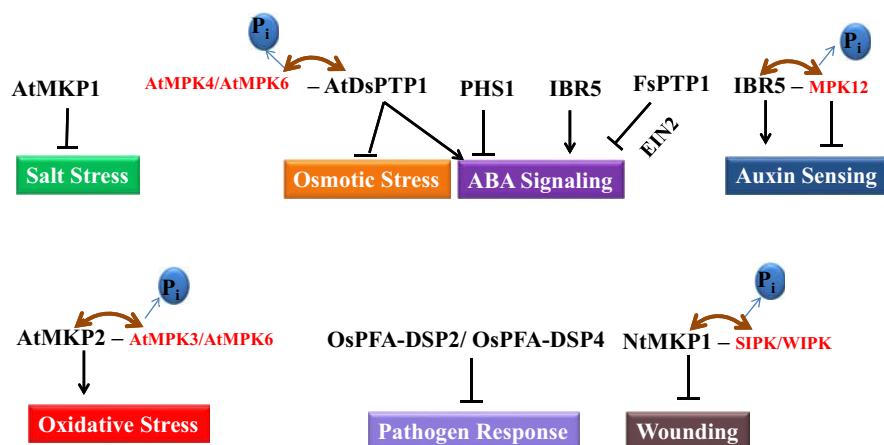 Pi
Pi
AtMKP1
AtMPK4/AtMPK6 – AtDsPTP1
PHS1
IBR5
FsPTP1
IBR5 – MPK12
EIN2
Salt Stress
Osmotic Stress
ABA Signaling
Auxin Sensing
Pi
Pi
AtMKP2 – AtMPK3/AtMPK6
OsPFA-DSP2/ OsPFA-DSP4
NtMKP1 – SIPK/WIPK
Oxidative Stress
Pathogen Response
Wounding